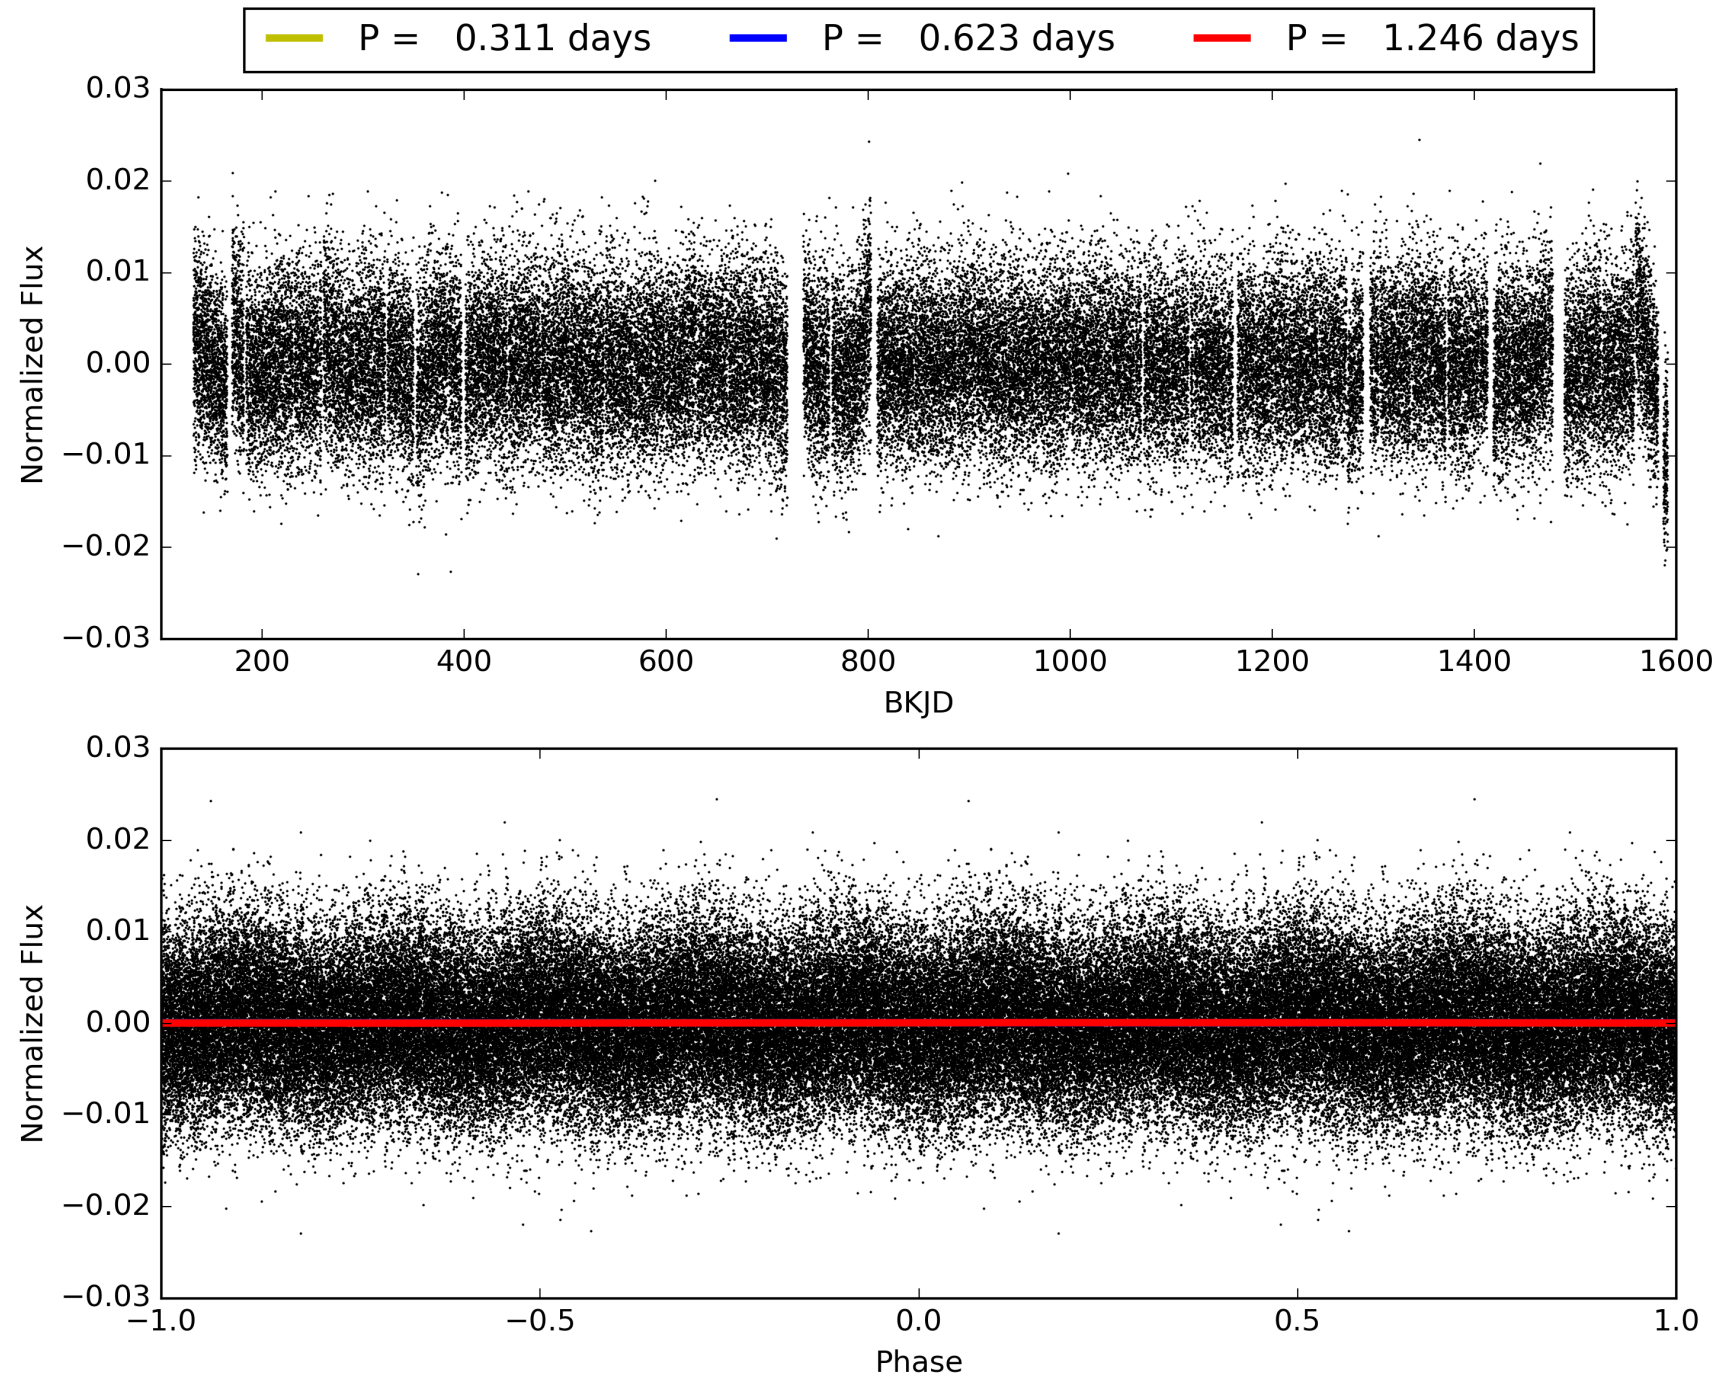 P = 0.311 days P = 0.623 days P = 1.246 days
0.03
0.02
0.01
0.00
−0.01
−0.02
−0.03
Normalized Flux
200 400 600 800 1000 1200 1400 1600
BKJD
0.03
0.02
0.01
0.00
−0.01
−0.02
−0.03
Normalized Flux
−1.0 −0.5 0.0 0.5 1.0
Phase